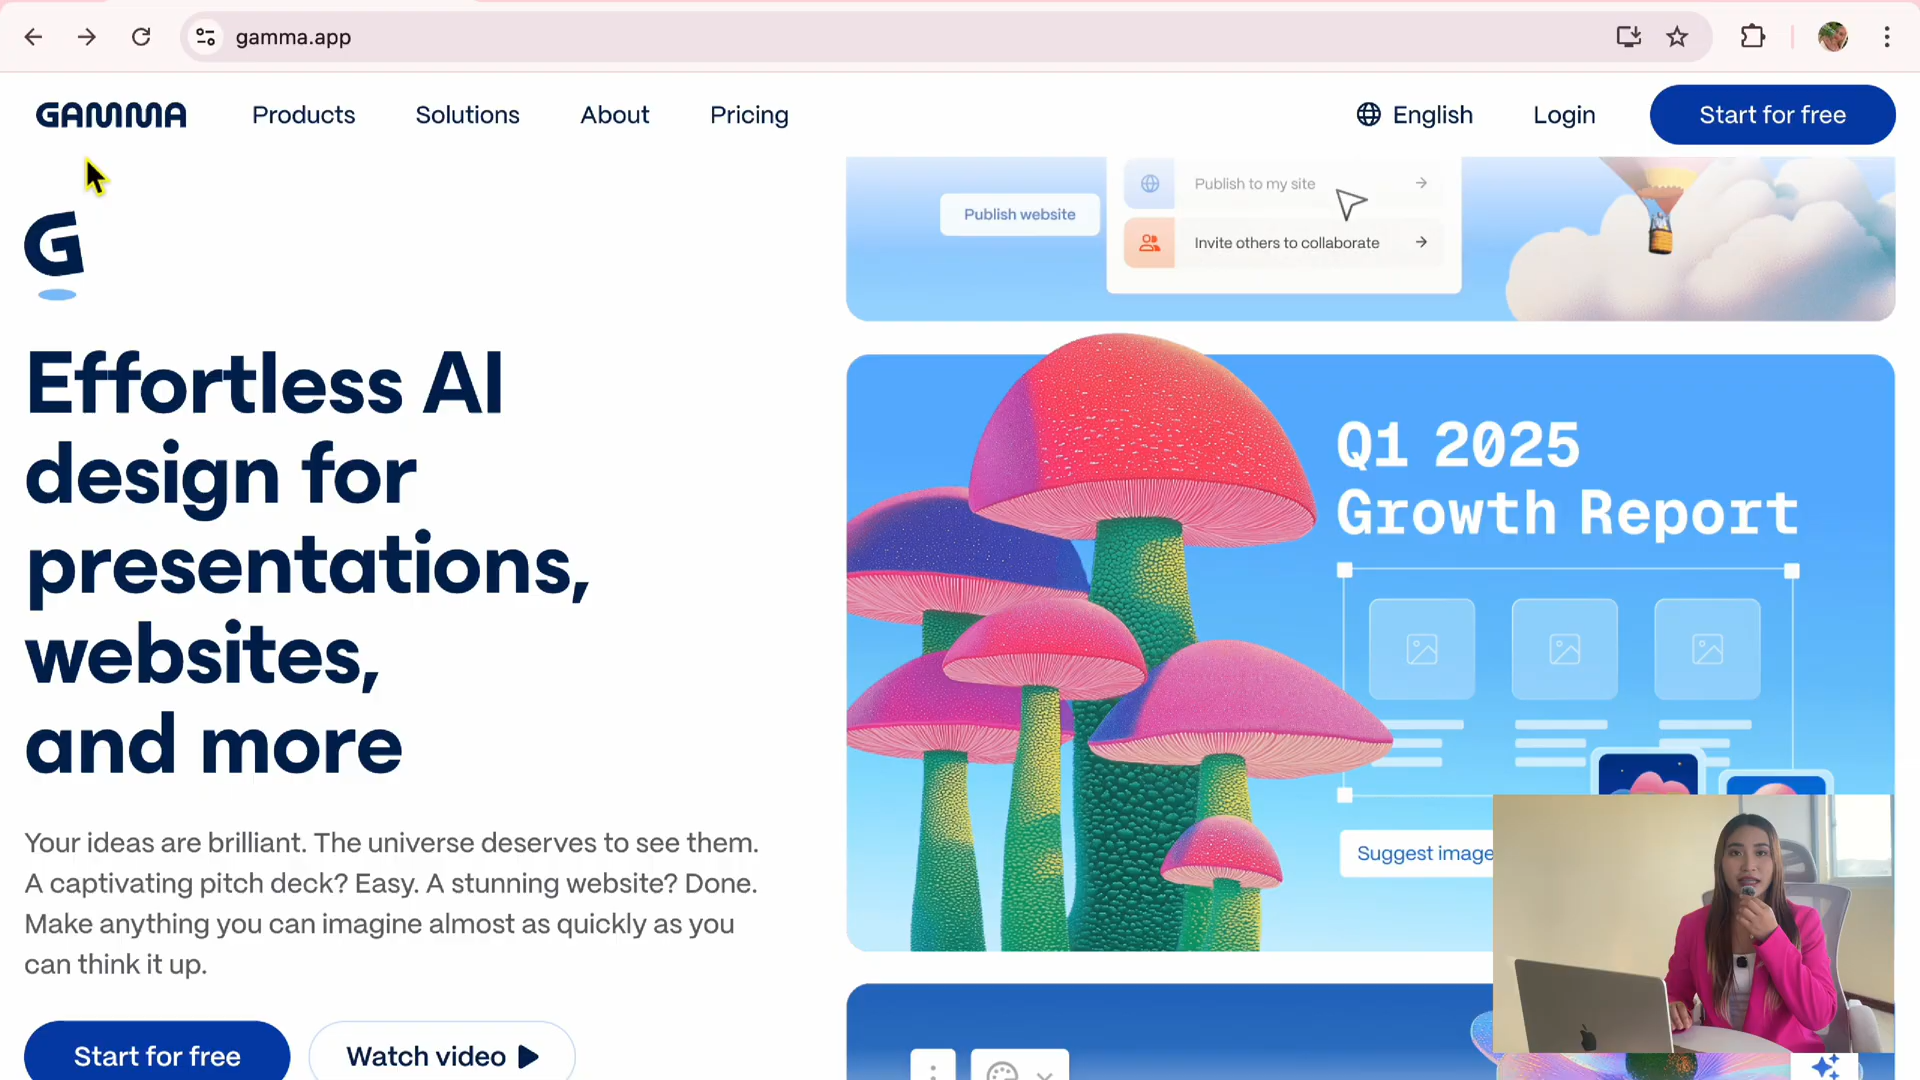 gamma.app
GAMMA
Products
Solutions
About
Pricing
English
Login
Start for free
G
Effortless AI
design for
presentations,
websites,
and more
Your ideas are brilliant. The universe deserves to see them.
A captivating pitch deck? Easy. A stunning website? Done.
Make anything you can imagine almost as quickly as you
can think it up.
Start for free
Watch video
Publish website
Publish to my site
Invite others to collaborate
Q1 2025
Growth Report
Suggest image